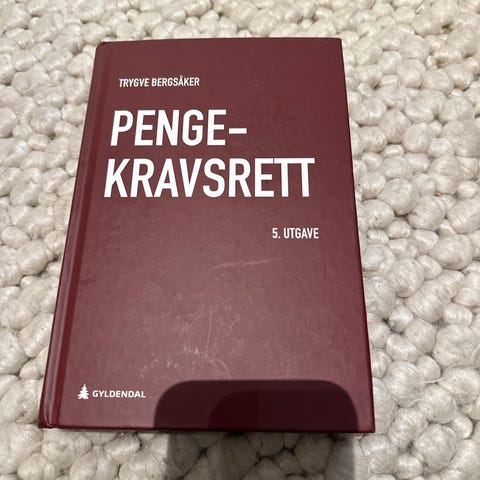 TRYGVE BERGSÅKER
PENGE-
KRAVSRETT
5. UTGAVE
GYLDENDAL